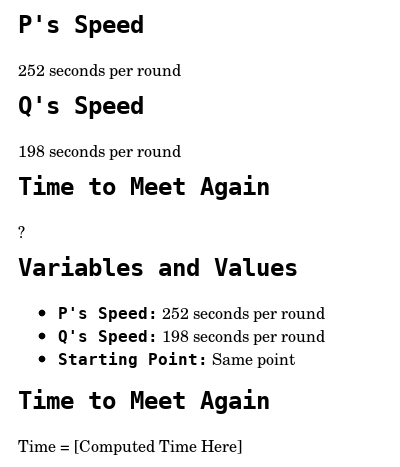 P's Speed
252 seconds per round
Q's Speed
198 seconds per round
Time to Meet Again
?
Variables and Values
• P's Speed: 252 seconds per round
• Q's Speed: 198 seconds per round
• Starting Point: Same point
Time to Meet Again
Time = [Computed Time Here]